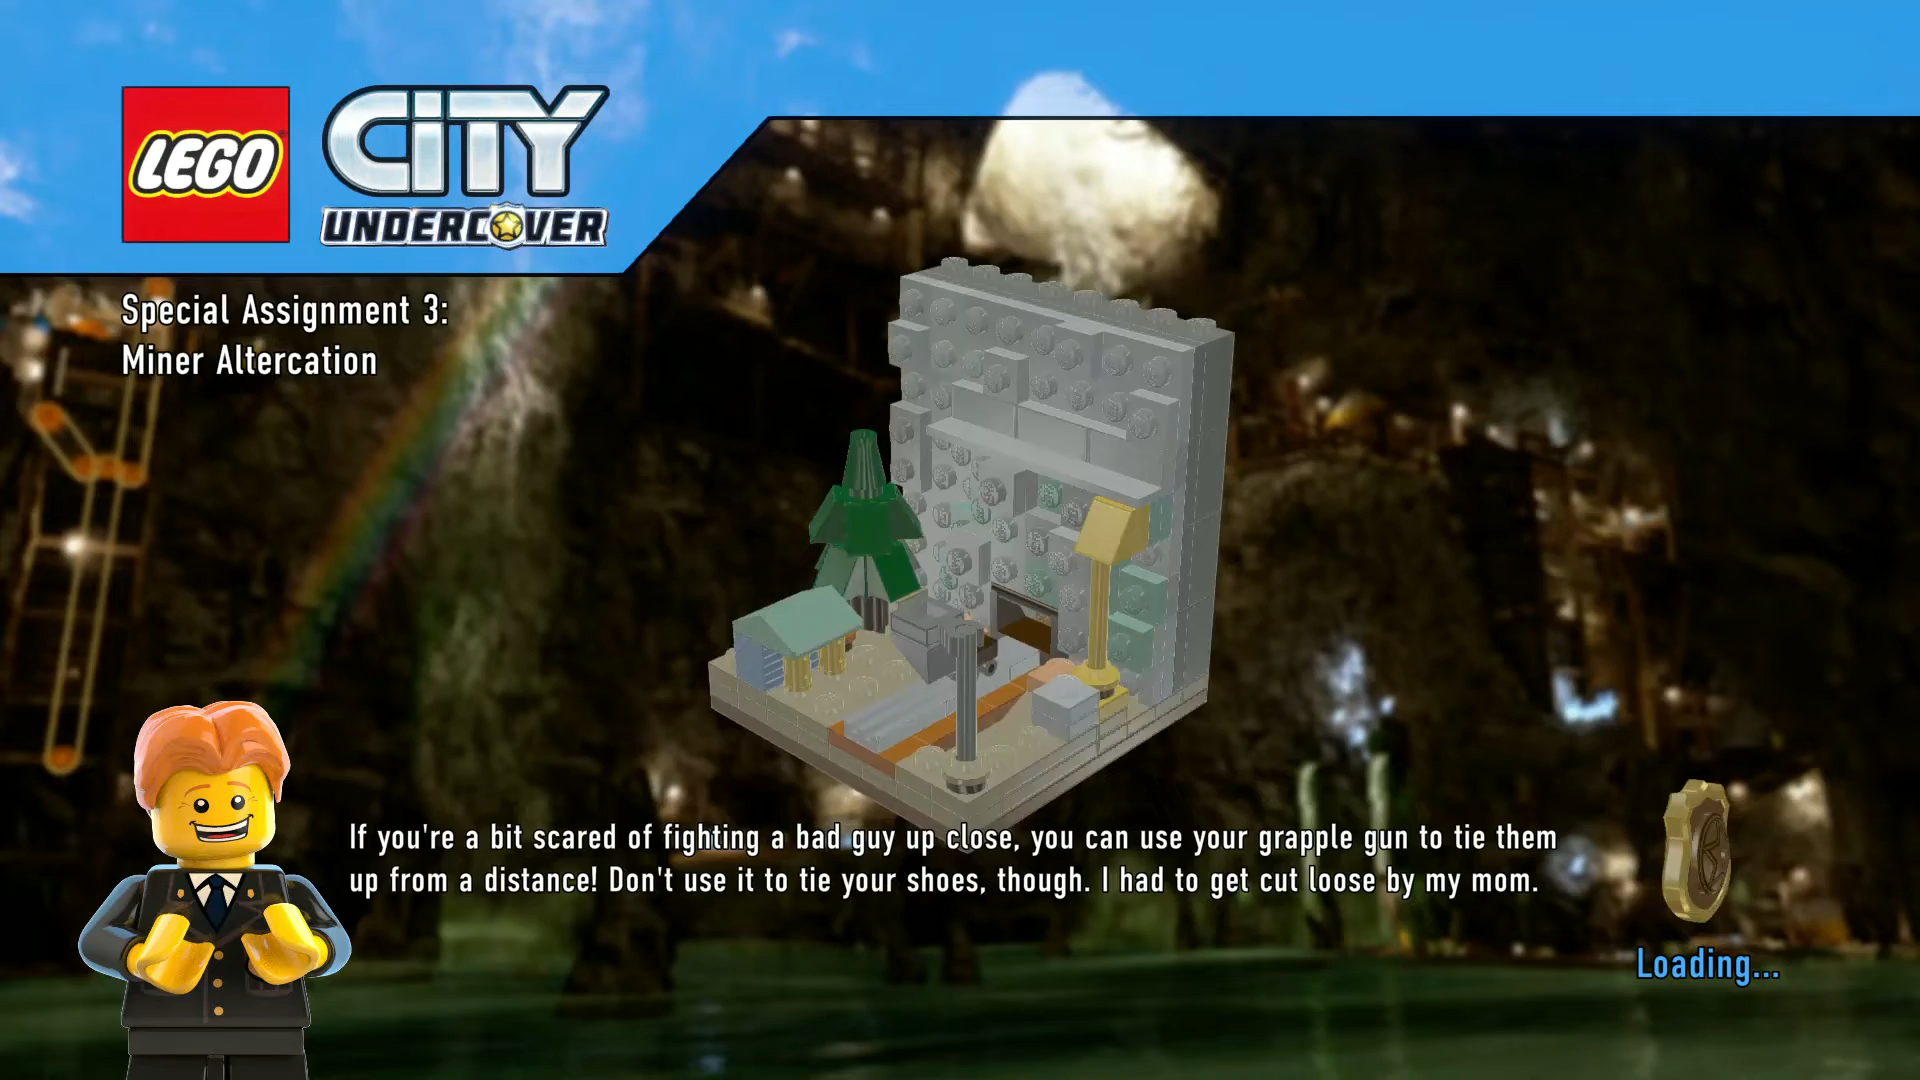 LEGO
CITY
UNDERCOVER
Special Assignment 3:
Miner Altercation
If you're a bit scared of fighting a bad guy up close, you can use your grapple gun to tie them
up from a distance! Don't use it to tie your shoes, though. I had to get cut loose by my mom.
Loading...